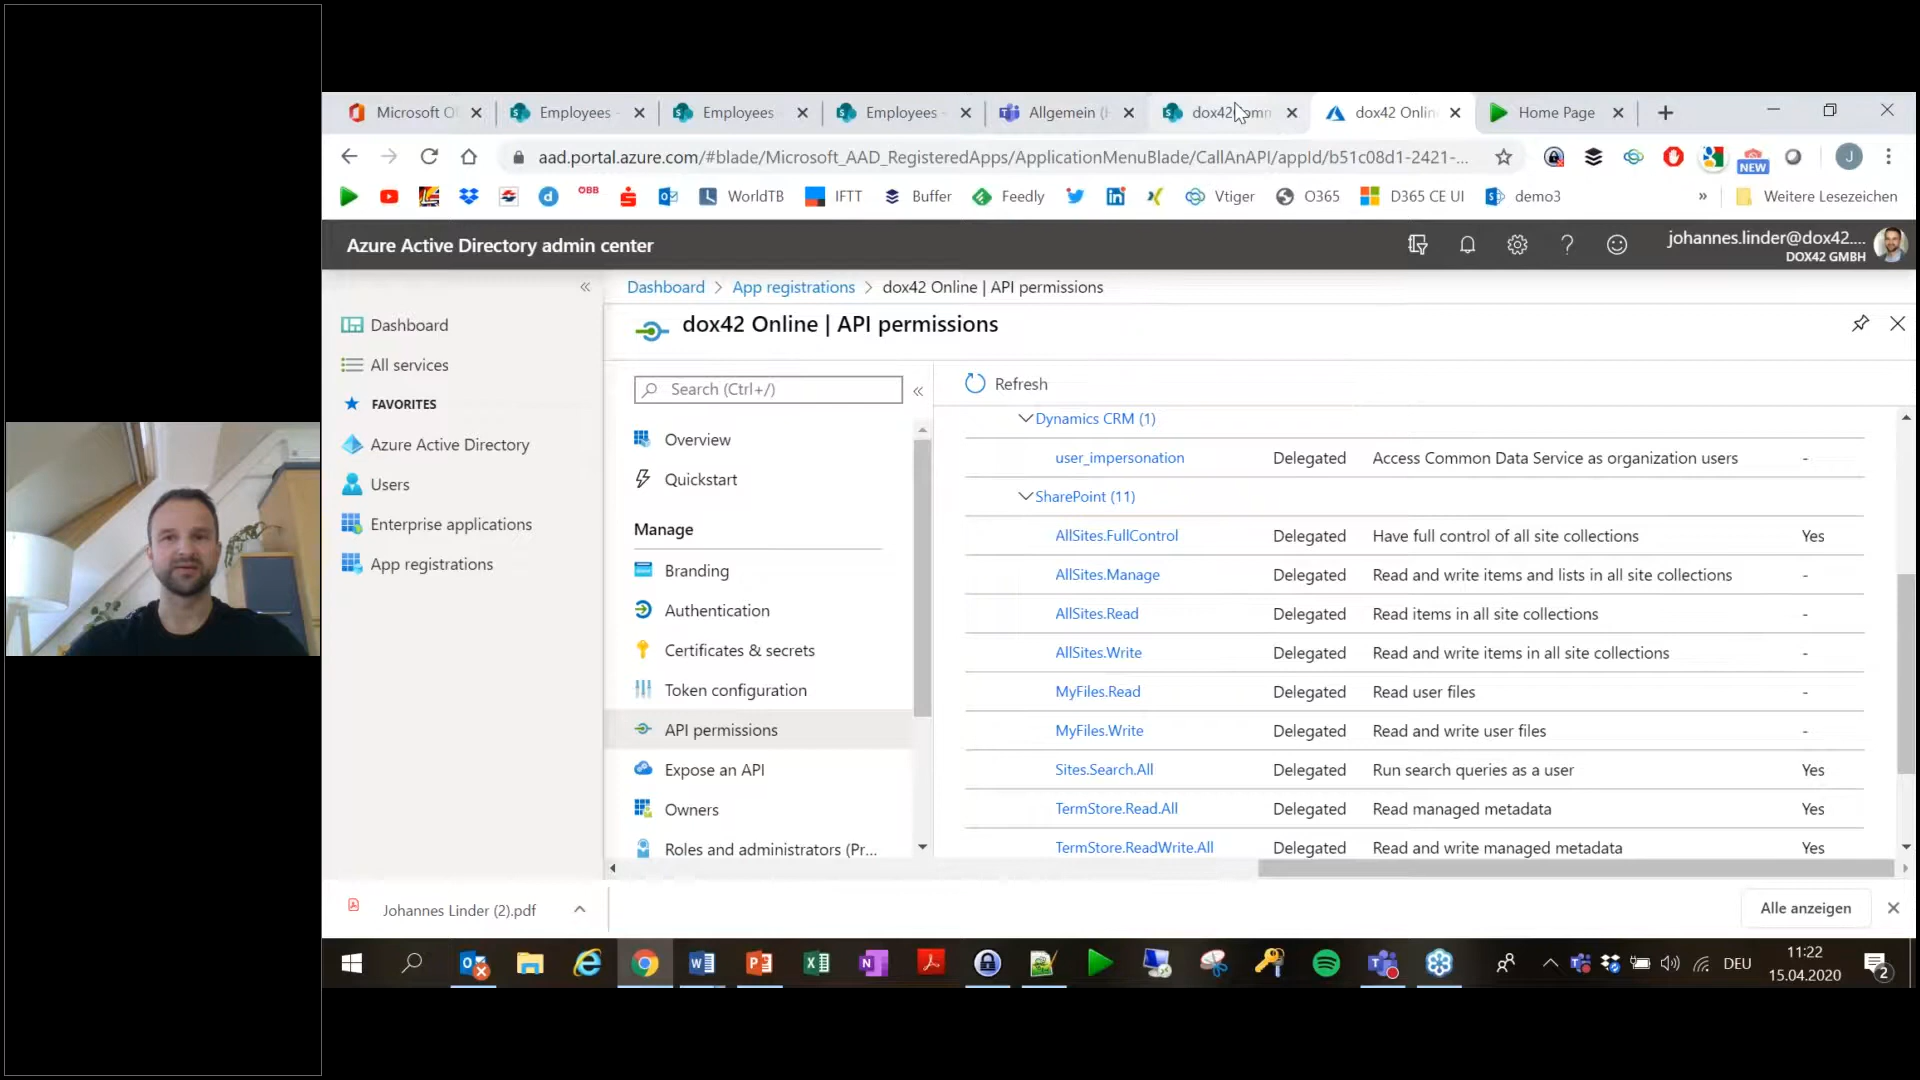 Microsoft O
Employees -
Employees
Employees -
Allgemein (
dox42
dox42 Onlin
Home Page
aad.portal.azure.com/#blade/Microsoft_AAD_RegisteredApps/ApplicationMenuBlade/CallAnAPI/appId/b51c08d1-2421-...
NEW
J
OBB
WorldTB
IFTT
Buffer
Feedly
Vtiger
O365
D365 CE UI
demo3
»
Weitere Lesezeichen
Azure Active Directory admin center
johannes.linder@dox42....
DOX42 GMBH
Dashboard > App registrations > dox42 Online | API permissions
dox42 Online | API permissions
Dashboard
All services
FAVORITES
Azure Active Directory
Users
Enterprise applications
App registrations
Search (Ctrl+/)
Overview
Quickstart
Manage
Branding
Authentication
Certificates & secrets
Token configuration
API permissions
Expose an API
Owners
Roles and administrators (Pr...
Refresh
Dynamics CRM (1)
user_impersonation Delegated Access Common Data Service as organization users -
SharePoint (11)
AllSites.FullControl Delegated Have full control of all site collections Yes
AllSites.Manage Delegated Read and write items and lists in all site collections -
AllSites.Read Delegated Read items in all site collections -
AllSites.Write Delegated Read and write items in all site collections -
MyFiles.Read Delegated Read user files -
MyFiles.Write Delegated Read and write user files -
Sites.Search.All Delegated Run search queries as a user Yes
TermStore.Read.All Delegated Read managed metadata Yes
TermStore.ReadWrite.All Delegated Read and write managed metadata Yes
Johannes Linder (2).pdf
Alle anzeigen
DEU
11:22
15.04.2020
2